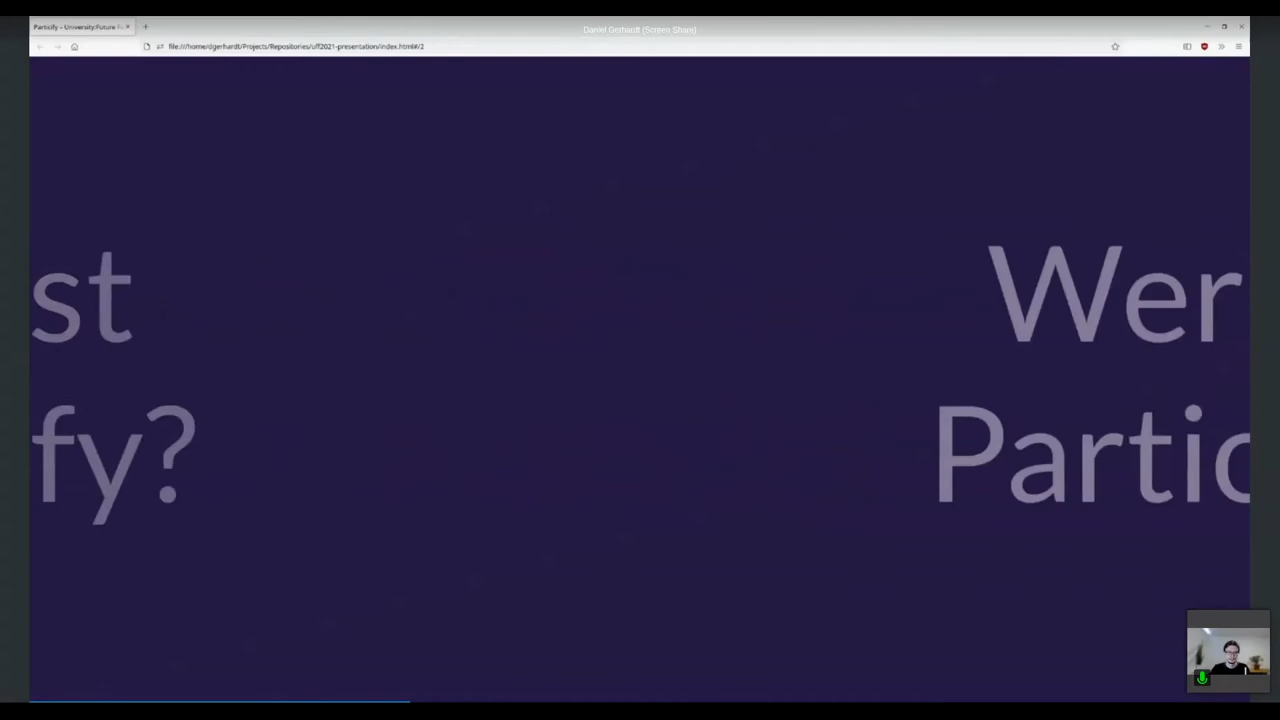 Particify - University:Future F
Daniel Gerhardt (Screen Share)
file:///home/dgerhardt/Projects/Repositories/uff2021-presentation/index.html#/2
st
fy?
Wer
Partic